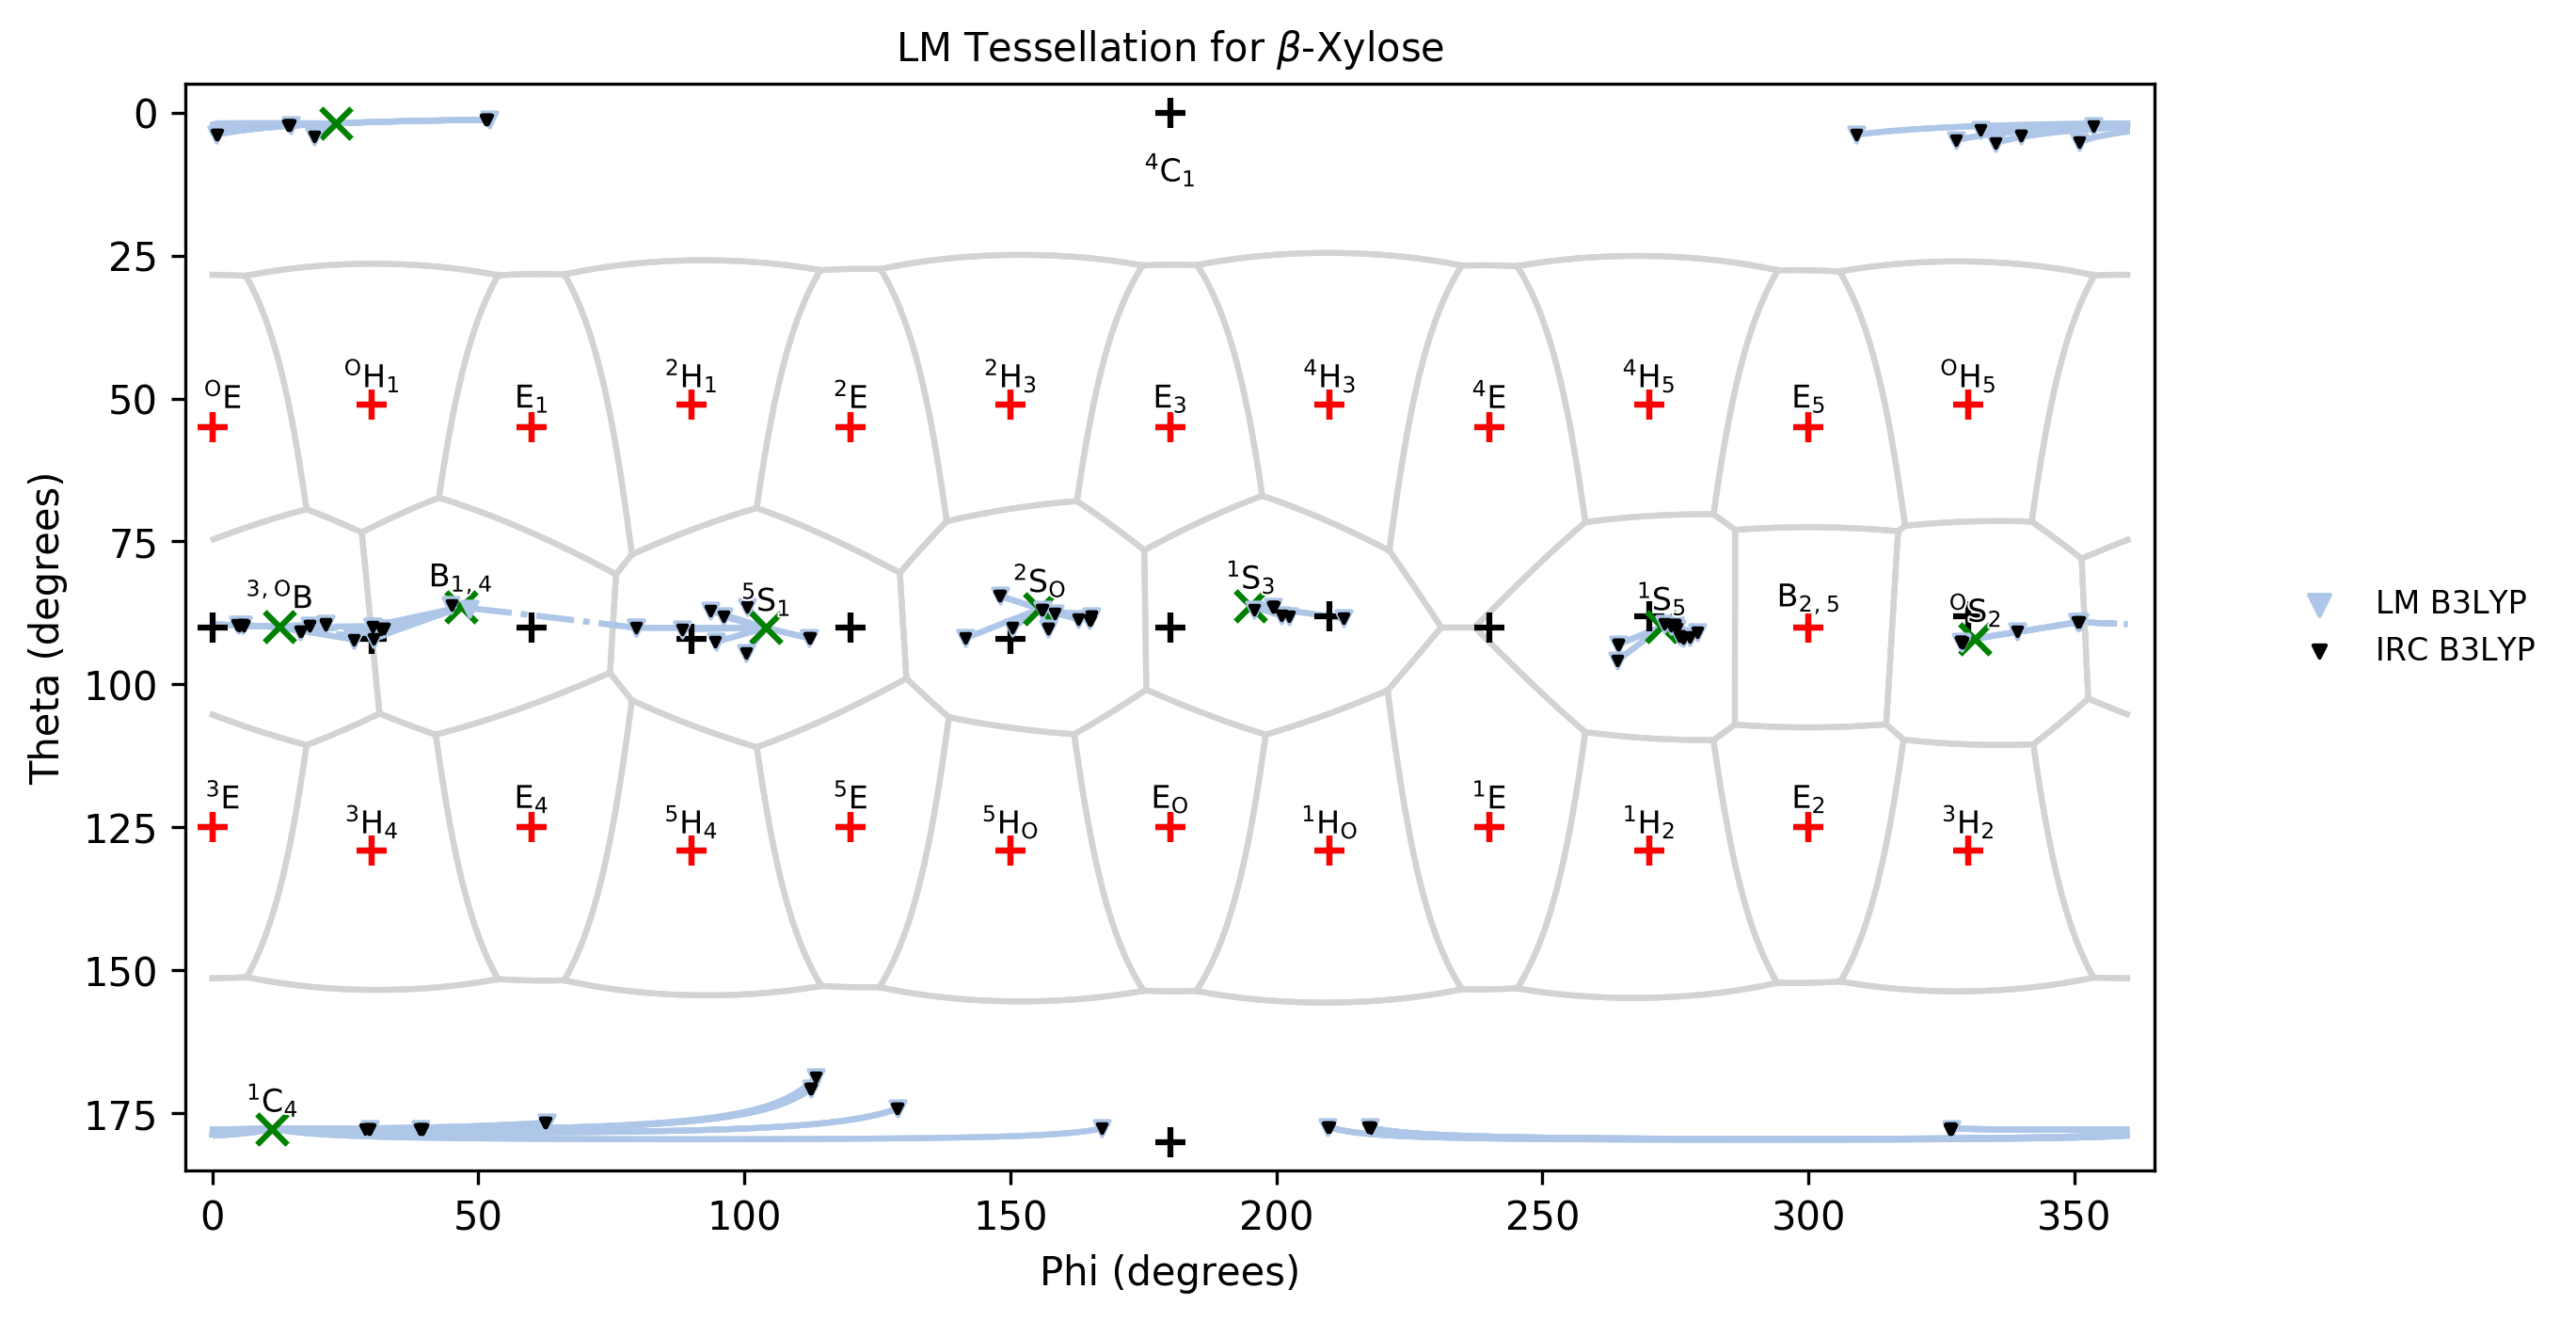 LM Tessellation for β-Xylose
0
⁴C₁
25
ᴼH₁ ²H₁ ²H₃ ⁴H₃ ⁴H₅ ᴼH₅
50
ᴼE E₁ ²E E₃ ⁴E E₅
75
³,ᴼB B₁,₄ ⁵S₁ ²Sₒ ¹S₃ ¹S₅ B₂,₅ ᴼS₂
100
³E E₄ ⁵E Eₒ ¹E E₂
125
³H₄ ⁵H₄ ⁵Hₒ ¹Hₒ ¹H₂ ³H₂
150
175
¹C₄
0 50 100 150 200 250 300 350
Phi (degrees)
Theta (degrees)
LM B3LYP
IRC B3LYP